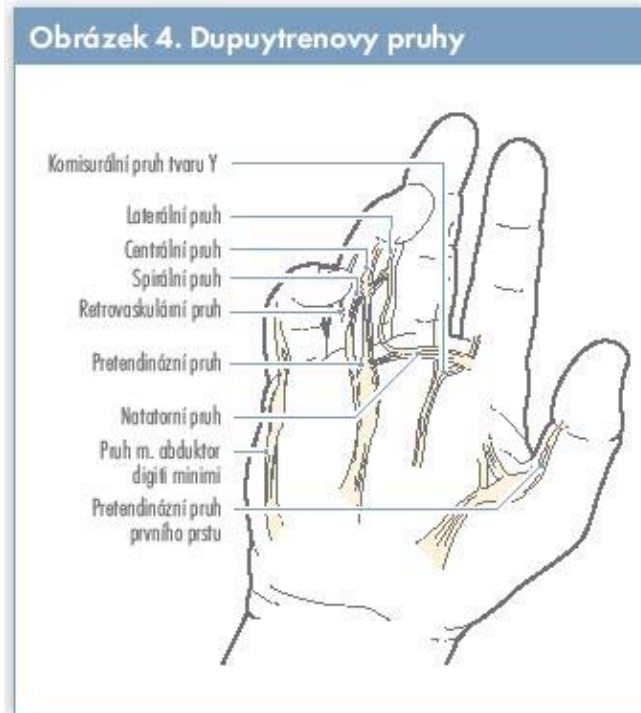 Obrázek 4. Dupuytrenovy pruhy
Komisurální pruh tvaru Y
Laterální pruh
Centrální pruh
Spirální pruh
Retrovaskulární pruh
Pretendinózní pruh
Natatorní pruh
Pruh m. abduktor
digiti minimi
Pretendinózní pruh
prvního prstu